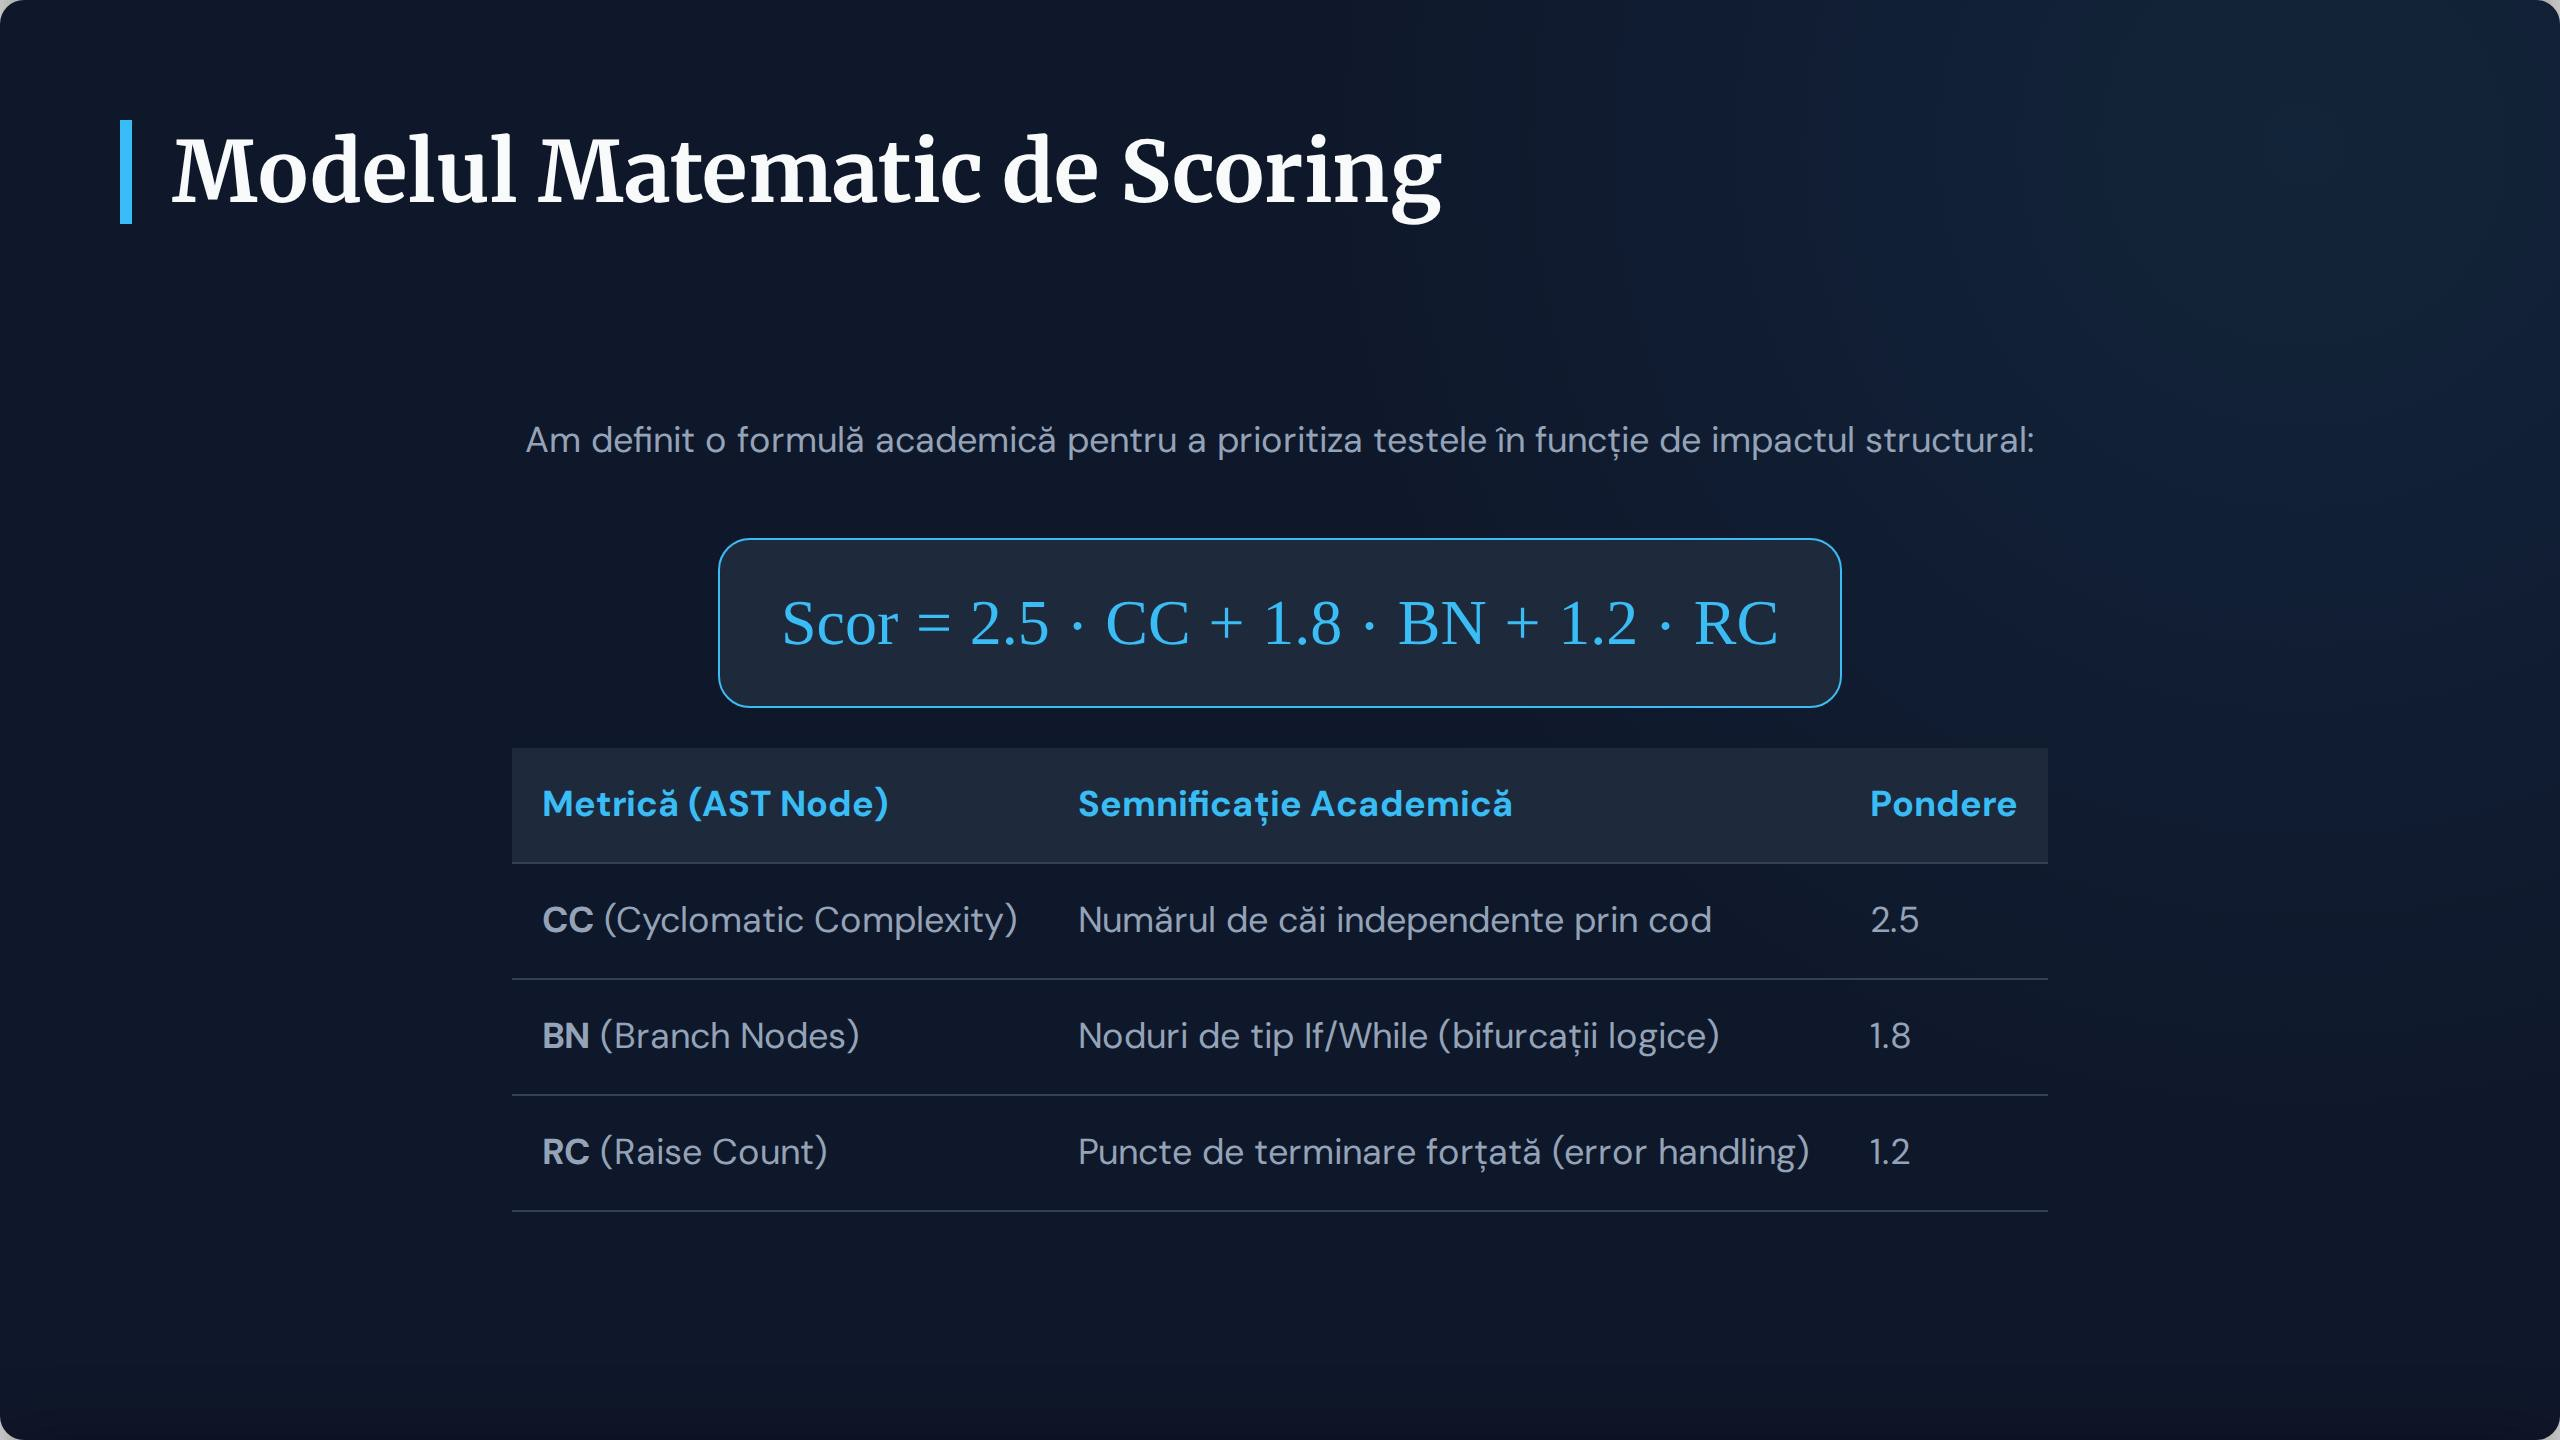 Modelul Matematic de Scoring
Am definit o formulă academică pentru a prioritiza testele în funcție de impactul structural:
Scor = 2.5 · CC + 1.8 · BN + 1.2 · RC
Metrică (AST Node) Semnificație Academică Pondere
CC (Cyclomatic Complexity) Numărul de căi independente prin cod 2.5
BN (Branch Nodes) Noduri de tip If/While (bifurcații logice) 1.8
RC (Raise Count) Puncte de terminare forțată (error handling) 1.2